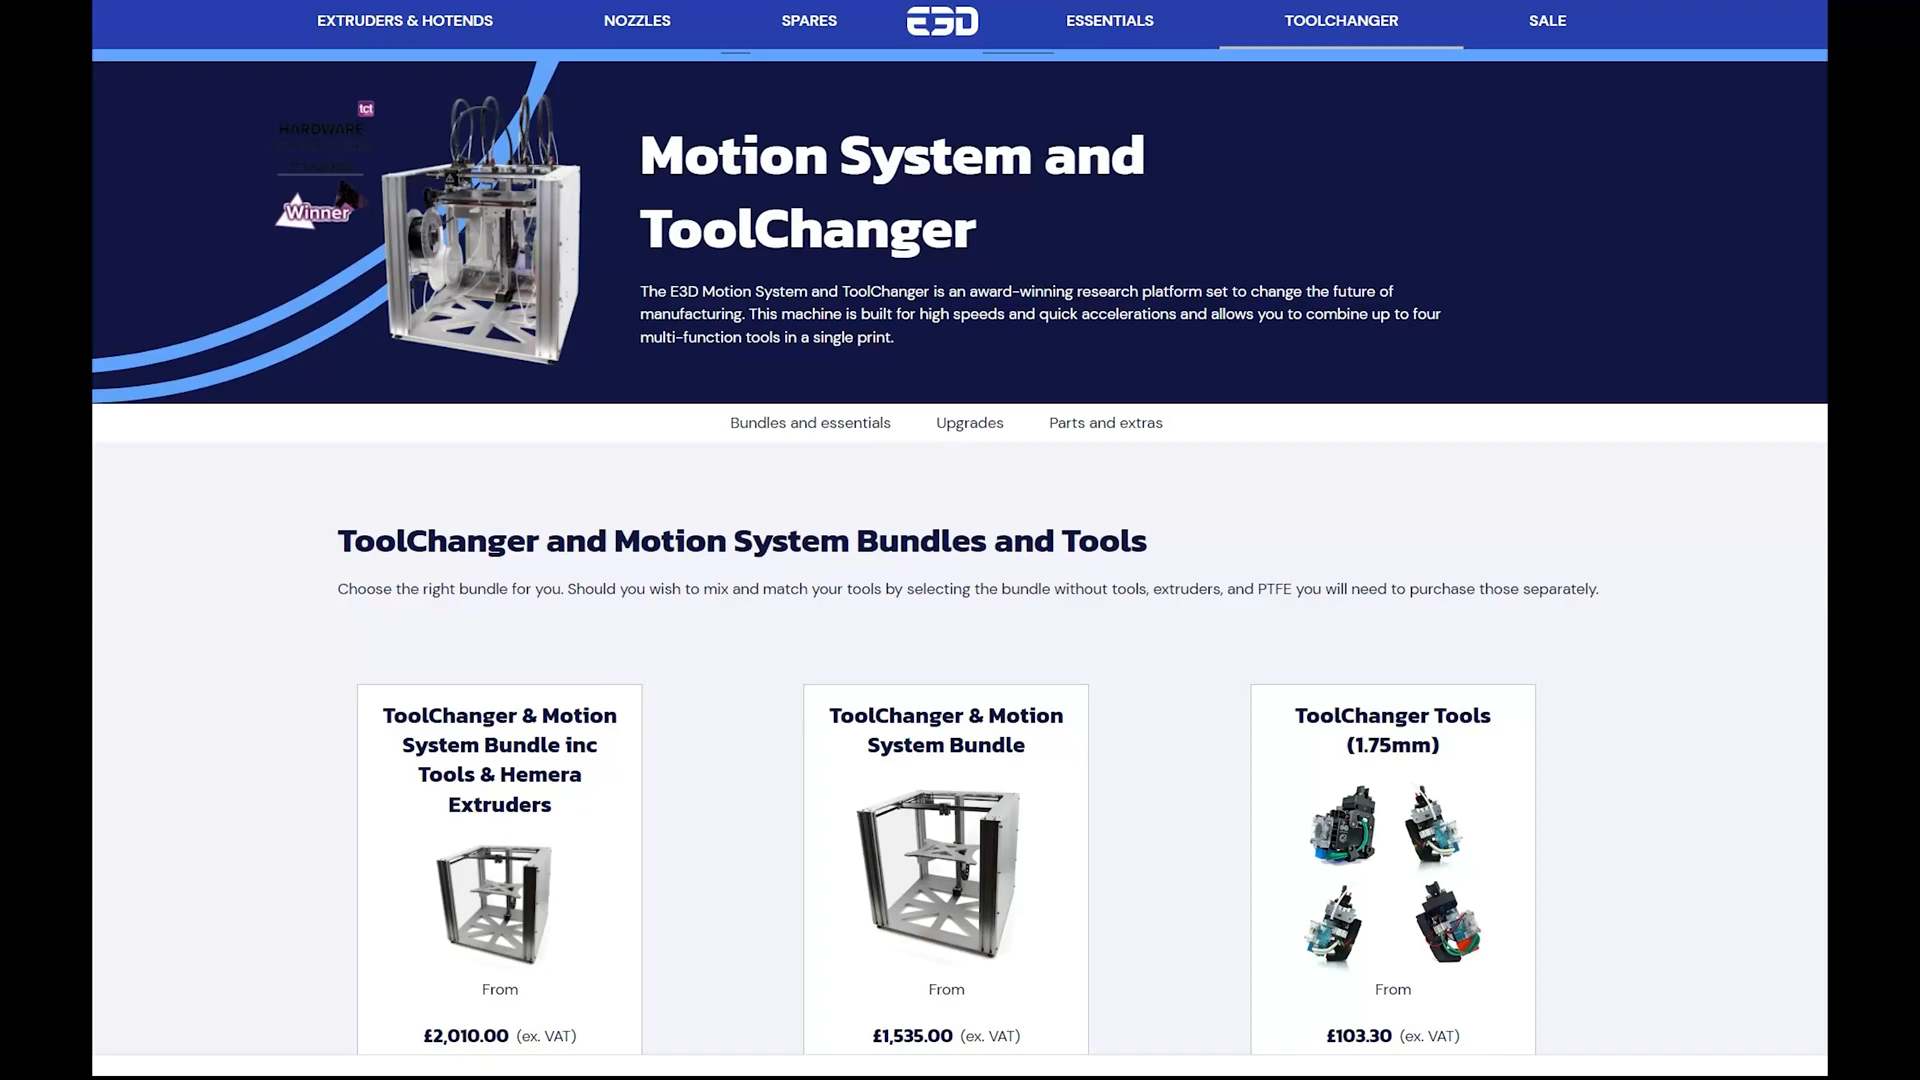 EXTRUDERS & HOTENDS
NOZZLES
SPARES
E3D
ESSENTIALS
TOOLCHANGER
SALE
tct
HARDWARE
Winner
Motion System and
ToolChanger
The E3D Motion System and ToolChanger is an award-winning research platform set to change the future of
manufacturing. This machine is built for high speeds and quick accelerations and allows you to combine up to four
multi-function tools in a single print.
Bundles and essentials
Upgrades
Parts and extras
ToolChanger and Motion System Bundles and Tools
Choose the right bundle for you. Should you wish to mix and match your tools by selecting the bundle without tools, extruders, and PTFE you will need to purchase those separately.
ToolChanger & Motion
System Bundle inc
Tools & Hemera
Extruders
From
£2,010.00 (ex. VAT)
ToolChanger & Motion
System Bundle
From
£1,535.00 (ex. VAT)
ToolChanger Tools
(1.75mm)
From
£103.30 (ex. VAT)